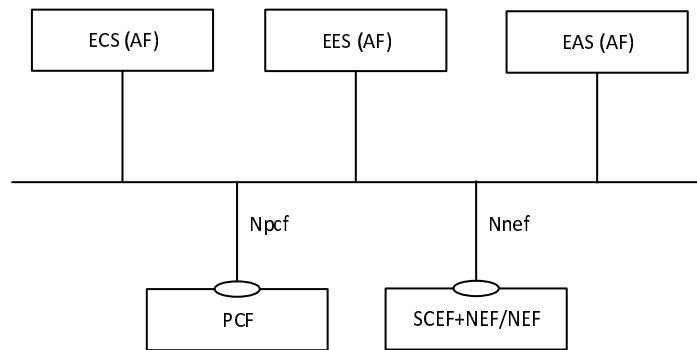 ECS (AF)
EES (AF)
EAS (AF)
Npcf
Nnef
PCF
SCEF+NEF/NEF